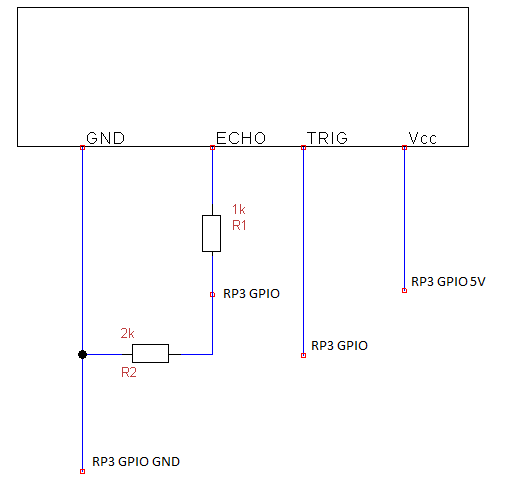 GND
ECHO
TRIG
Vcc
1k
R1
RP3 GPIO 5V
RP3 GPIO
2k
RP3 GPIO
R2
RP3 GPIO GND